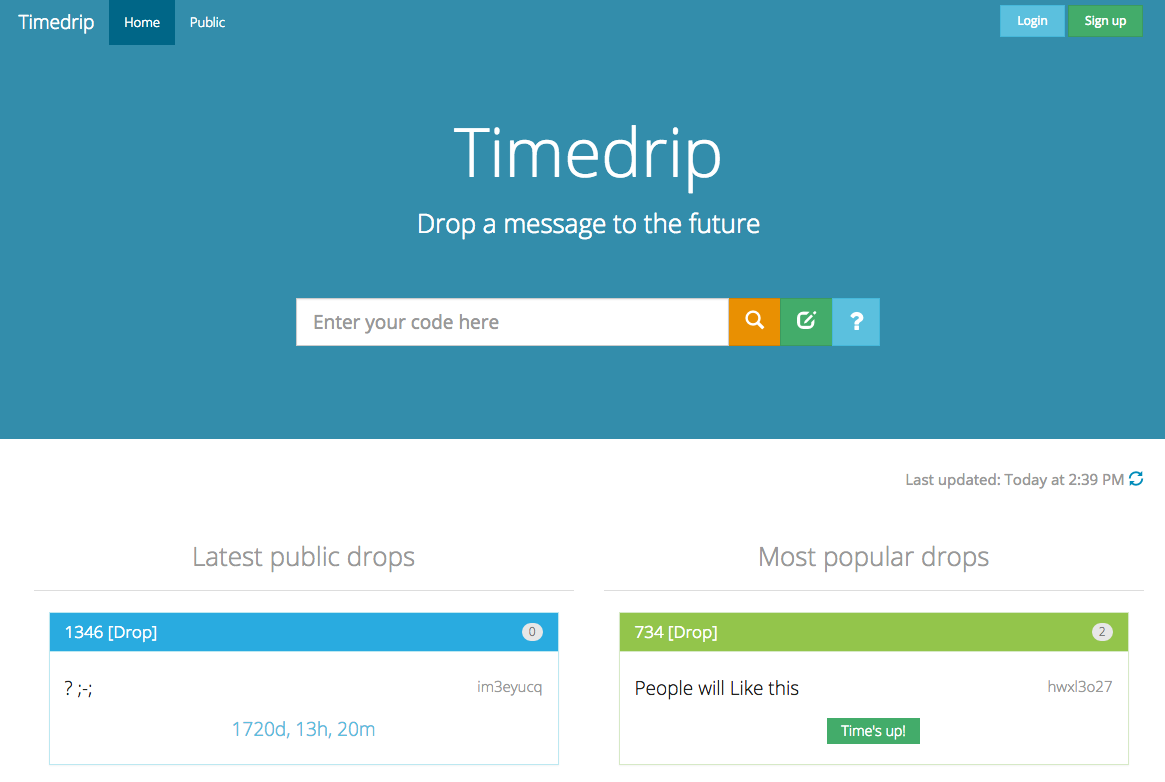 Timedrip Home Public Login Sign up
Timedrip
Drop a message to the future
Enter your code here ?
Last updated: Today at 2:39 PM
Latest public drops
1346 [Drop] 0
? ;-; im3eyucq
1720d, 13h, 20m
Most popular drops
734 [Drop] 2
People will Like this hwxl3o27
Time's up!